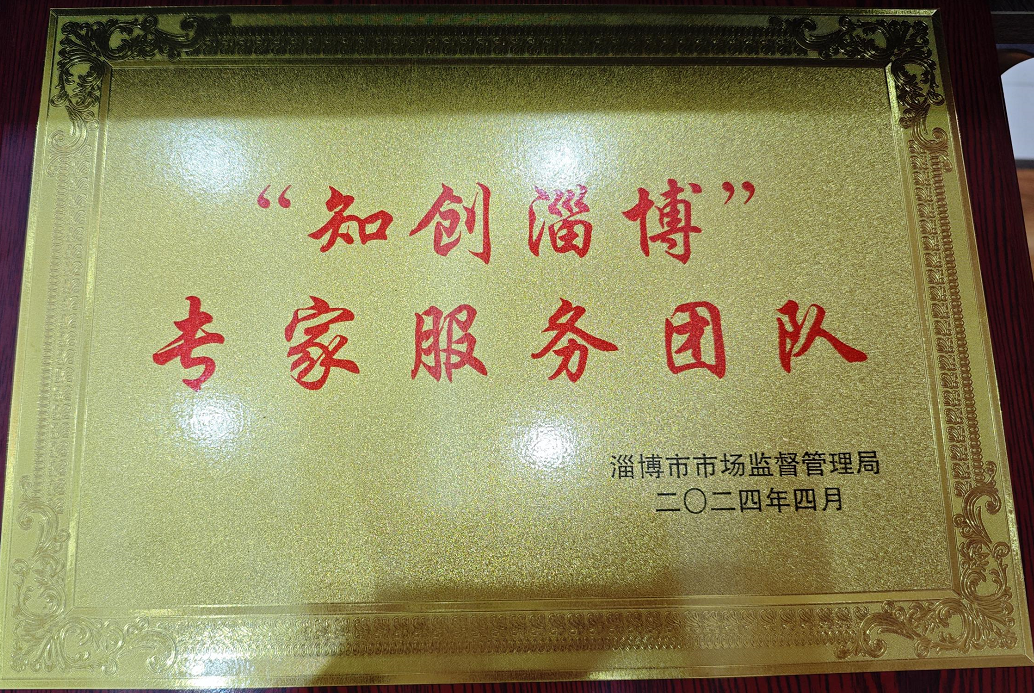 “知创淄博”
专家服务团队
淄博市市场监督管理局
二〇二四年四月